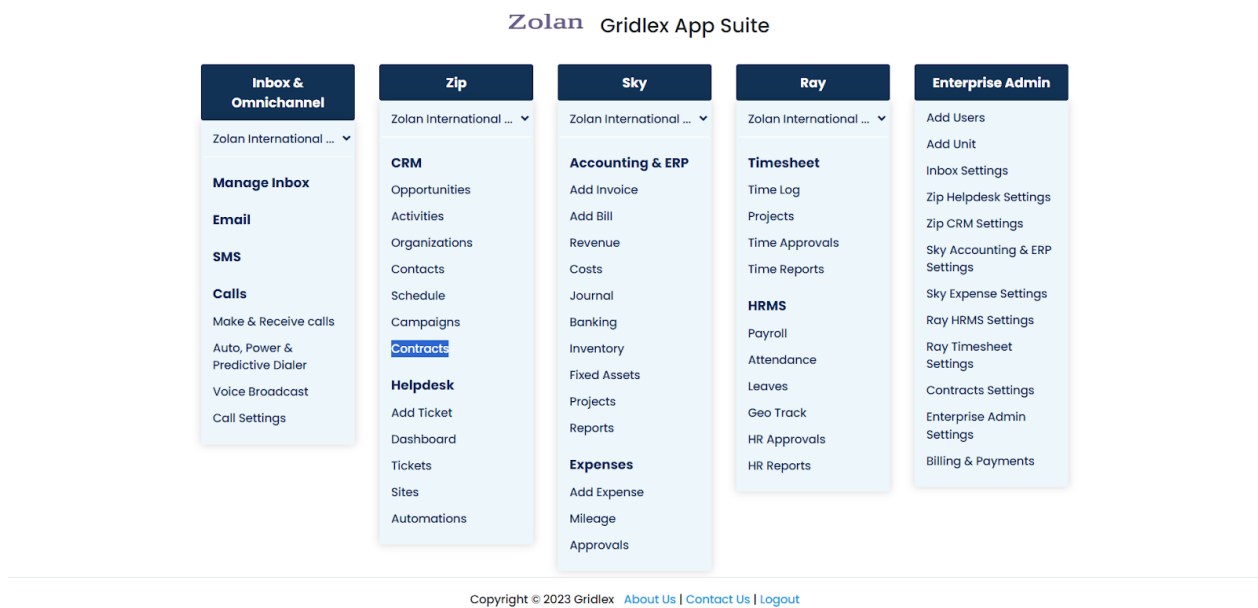 Zolan Gridlex App Suite
Inbox &
Omnichannel
Zolan International ...
Manage Inbox
Email
SMS
Calls
Make & Receive calls
Auto, Power &
Predictive Dialer
Voice Broadcast
Call Settings
Zip
Zolan International ...
CRM
Opportunities
Activities
Organizations
Contacts
Schedule
Campaigns
Contracts
Helpdesk
Add Ticket
Dashboard
Tickets
Sites
Automations
Sky
Zolan International ...
Accounting & ERP
Add Invoice
Add Bill
Revenue
Costs
Journal
Banking
Inventory
Fixed Assets
Projects
Reports
Expenses
Add Expense
Mileage
Approvals
Ray
Zolan International ...
Timesheet
Time Log
Projects
Time Approvals
Time Reports
HRMS
Payroll
Attendance
Leaves
Geo Track
HR Approvals
HR Reports
Enterprise Admin
Add Users
Add Unit
Inbox Settings
Zip Helpdesk Settings
Zip CRM Settings
Sky Accounting & ERP
Settings
Sky Expense Settings
Ray HRMS Settings
Ray Timesheet
Settings
Contracts Settings
Enterprise Admin
Settings
Billing & Payments
Copyright © 2023 Gridlex About Us | Contact Us | Logout